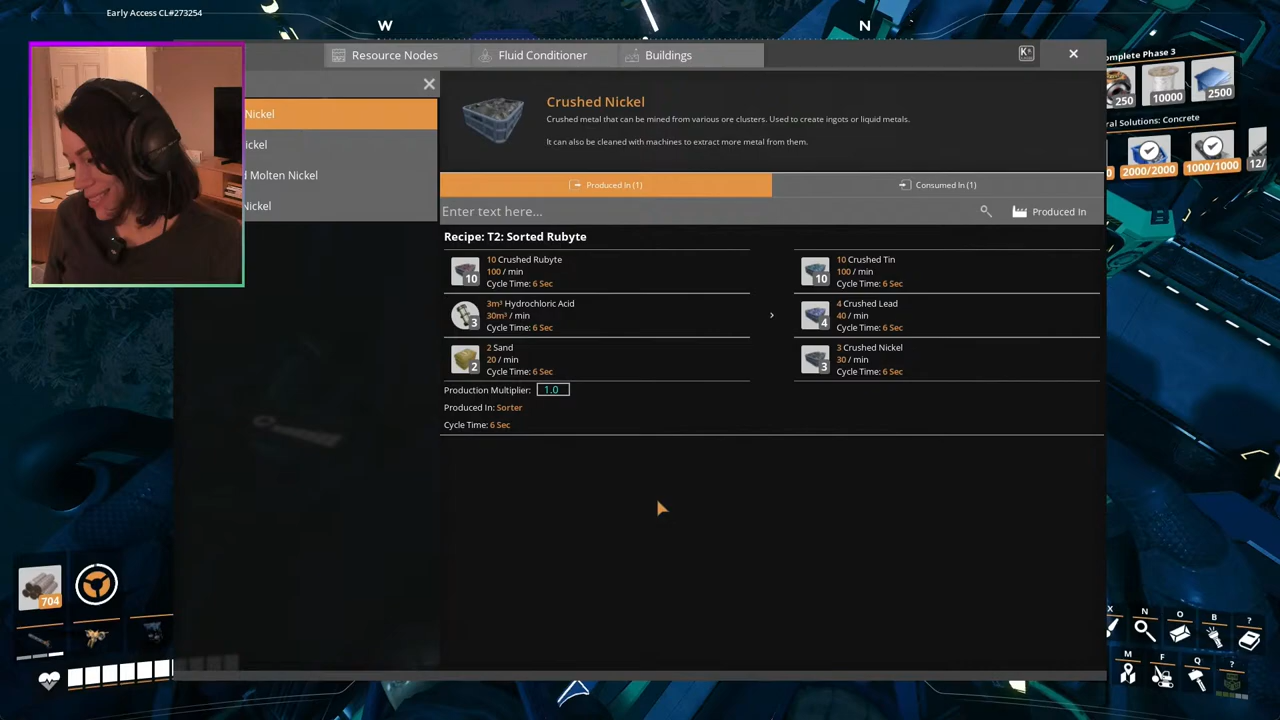 Early Access CL#273254
W
N
Resource Nodes
Fluid Conditioner
Buildings
K
complete Phase 3
250
10000
2500
ral Solutions: Concrete
2000/2000
1000/1000
12/
Nickel
ickel
d Molten Nickel
Nickel
Crushed Nickel
Crushed metal that can be mined from various ore clusters. Used to create ingots or liquid metals.
It can also be cleaned with machines to extract more metal from them.
Produced In (1)
Consumed In (1)
Enter text here...
Produced In
Recipe: T2: Sorted Rubyte
10 Crushed Rubyte
100 / min
Cycle Time: 6 Sec
10
3m³ Hydrochloric Acid
30m³ / min
Cycle Time: 6 Sec
3
2 Sand
20 / min
Cycle Time: 6 Sec
2
10 Crushed Tin
100 / min
Cycle Time: 6 Sec
10
4 Crushed Lead
40 / min
Cycle Time: 6 Sec
4
3 Crushed Nickel
30 / min
Cycle Time: 6 Sec
3
Production Multiplier: 1.0
Produced In: Sorter
Cycle Time: 6 Sec
704
X
N
O
B
?
M
F
Q
?